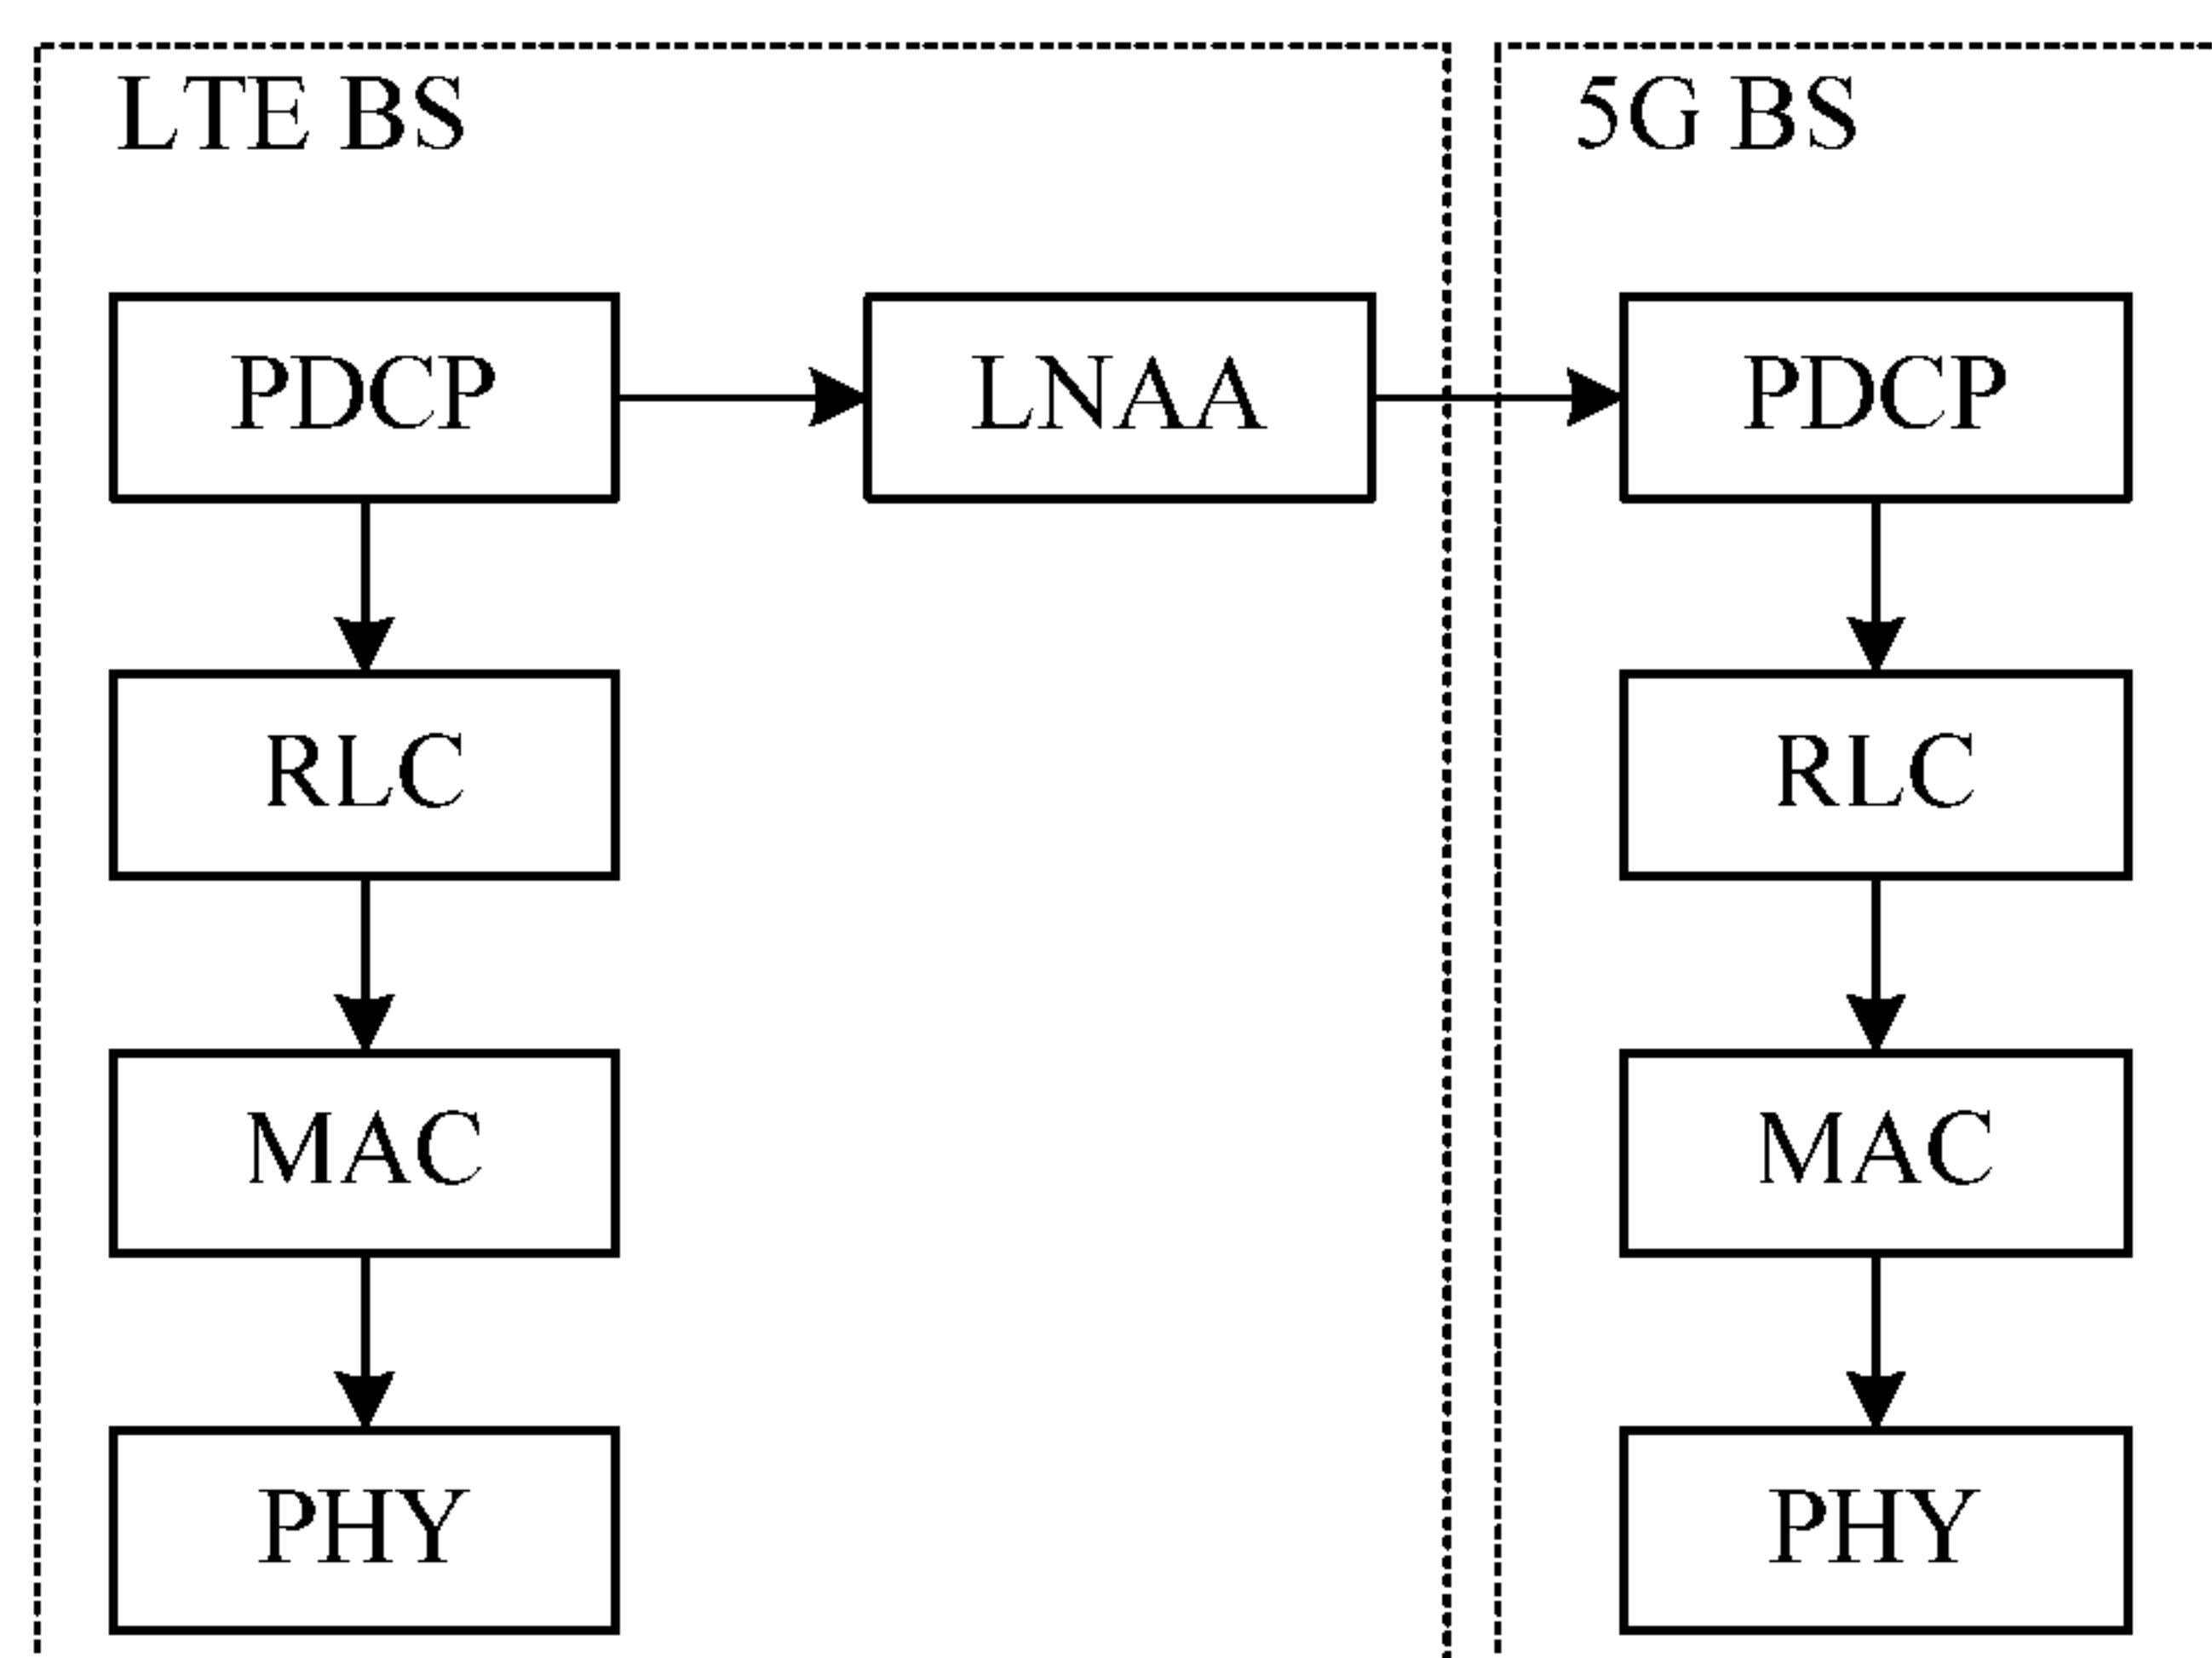 LTE BS
5G BS
PDCP
LNAA
PDCP
RLC
RLC
MAC
MAC
PHY
PHY